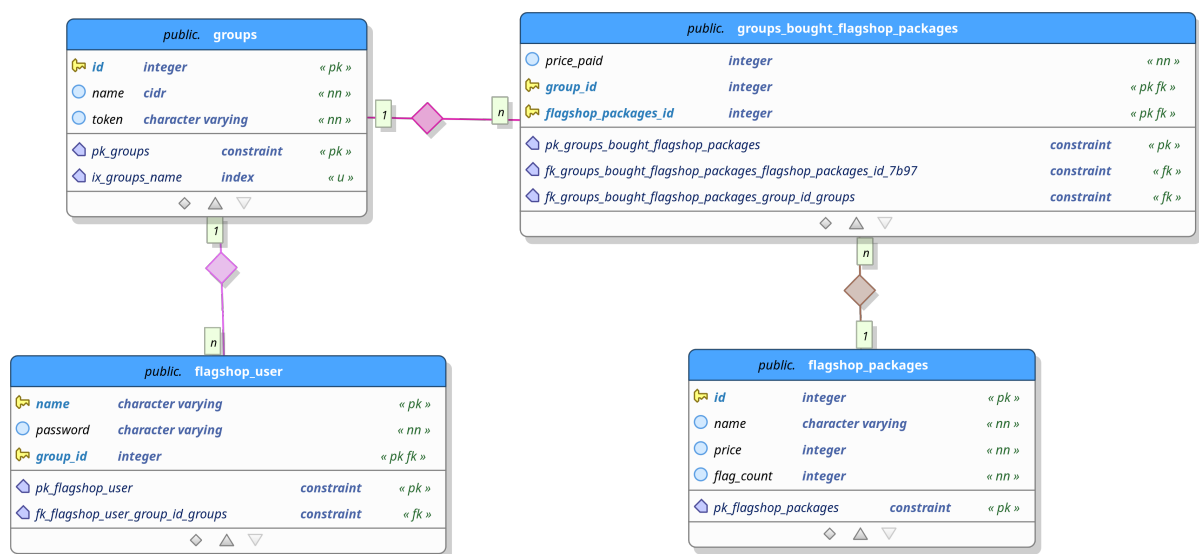 public. groups
id integer « pk »
name cidr « nn »
token character varying « nn »
pk_groups constraint « pk »
ix_groups_name index « u »
1
n
public. groups_bought_flagshop_packages
price_paid integer « nn »
group_id integer « pk fk »
flagshop_packages_id integer « pk fk »
pk_groups_bought_flagshop_packages constraint « pk »
fk_groups_bought_flagshop_packages_flagshop_packages_id_7b97 constraint « fk »
fk_groups_bought_flagshop_packages_group_id_groups constraint « fk »
1
n
public. flagshop_user
name character varying « pk »
password character varying « nn »
group_id integer « pk fk »
pk_flagshop_user constraint « pk »
fk_flagshop_user_group_id_groups constraint « fk »
n
1
public. flagshop_packages
id integer « pk »
name character varying « nn »
price integer « nn »
flag_count integer « nn »
pk_flagshop_packages constraint « pk »